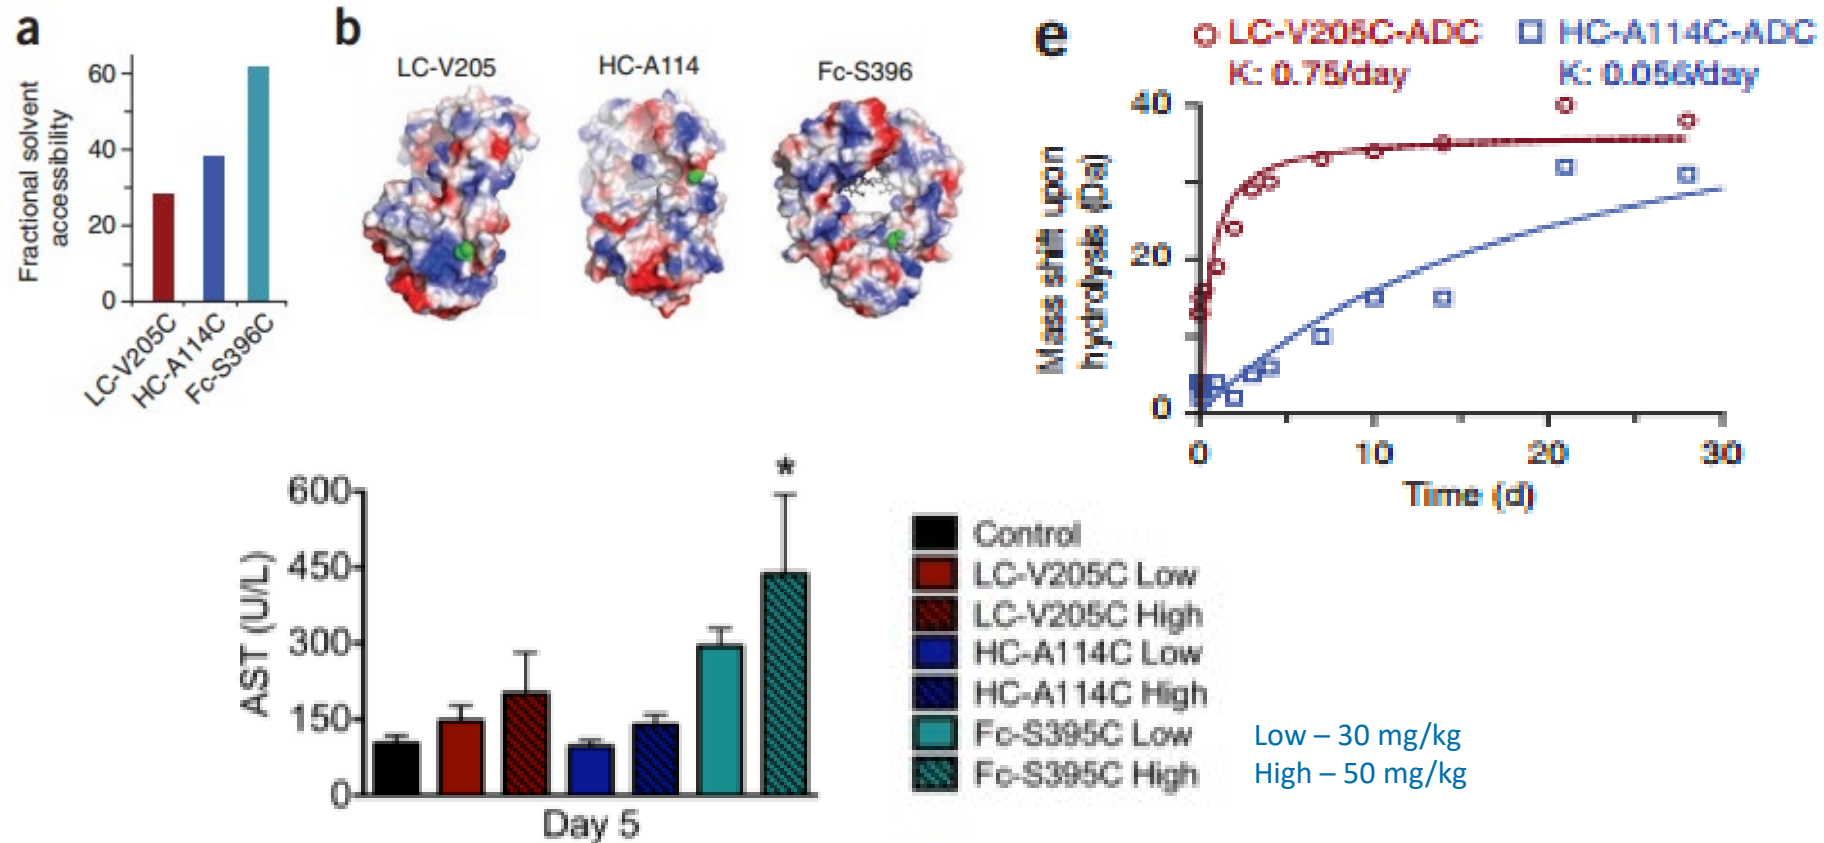 a
Fractional solvent
accessibility
60
40
20
0
LC-V205C
HC-A114C
Fc-S396C
b
LC-V205
HC-A114
Fc-S396
e
LC-V205C-ADC
K: 0.75/day
HC-A114C-ADC
K: 0.056/day
Mass shift upon
hydrolysis (Da)
40
20
0
0
10
20
30
Time (d)
AST (U/L)
600
450
300
150
0
*
Day 5
Control
LC-V205C Low
LC-V205C High
HC-A114C Low
HC-A114C High
Fc-S395C Low
Fc-S395C High
Low – 30 mg/kg
High – 50 mg/kg